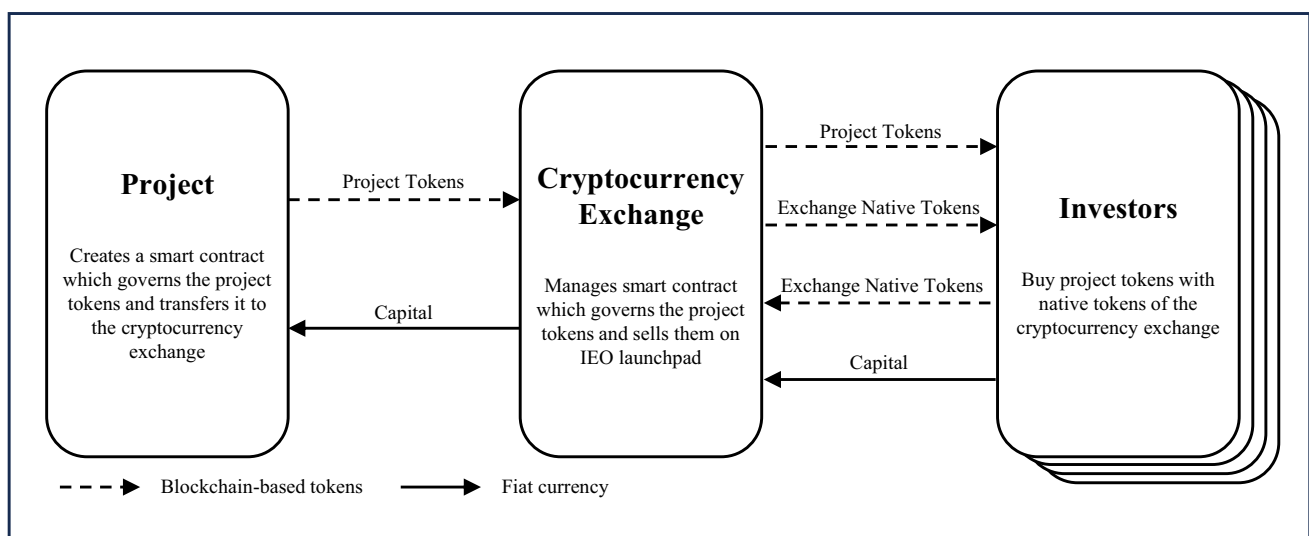 Project
Creates a smart contract
which governs the project
tokens and transfers it to
the cryptocurrency
exchange
Project Tokens
Capital
Cryptocurrency
Exchange
Manages smart contract
which governs the project
tokens and sells them on
IEO launchpad
Project Tokens
Exchange Native Tokens
Exchange Native Tokens
Capital
Investors
Buy project tokens with
native tokens of the
cryptocurrency exchange
Blockchain-based tokens
Fiat currency